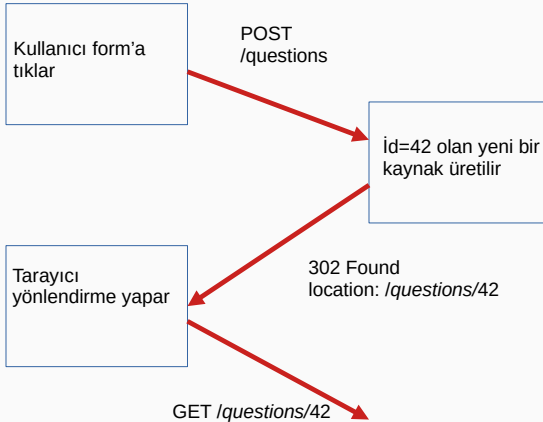 Kullanıcı form’a
tıklar
POST
/questions
İd=42 olan yeni bir
kaynak üretilir
302 Found
location: /questions/42
Tarayıcı
yönlendirme yapar
GET /questions/42